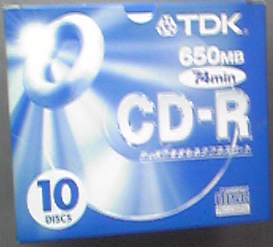 TDK
650MB
74min
CD-R
10
DISCS